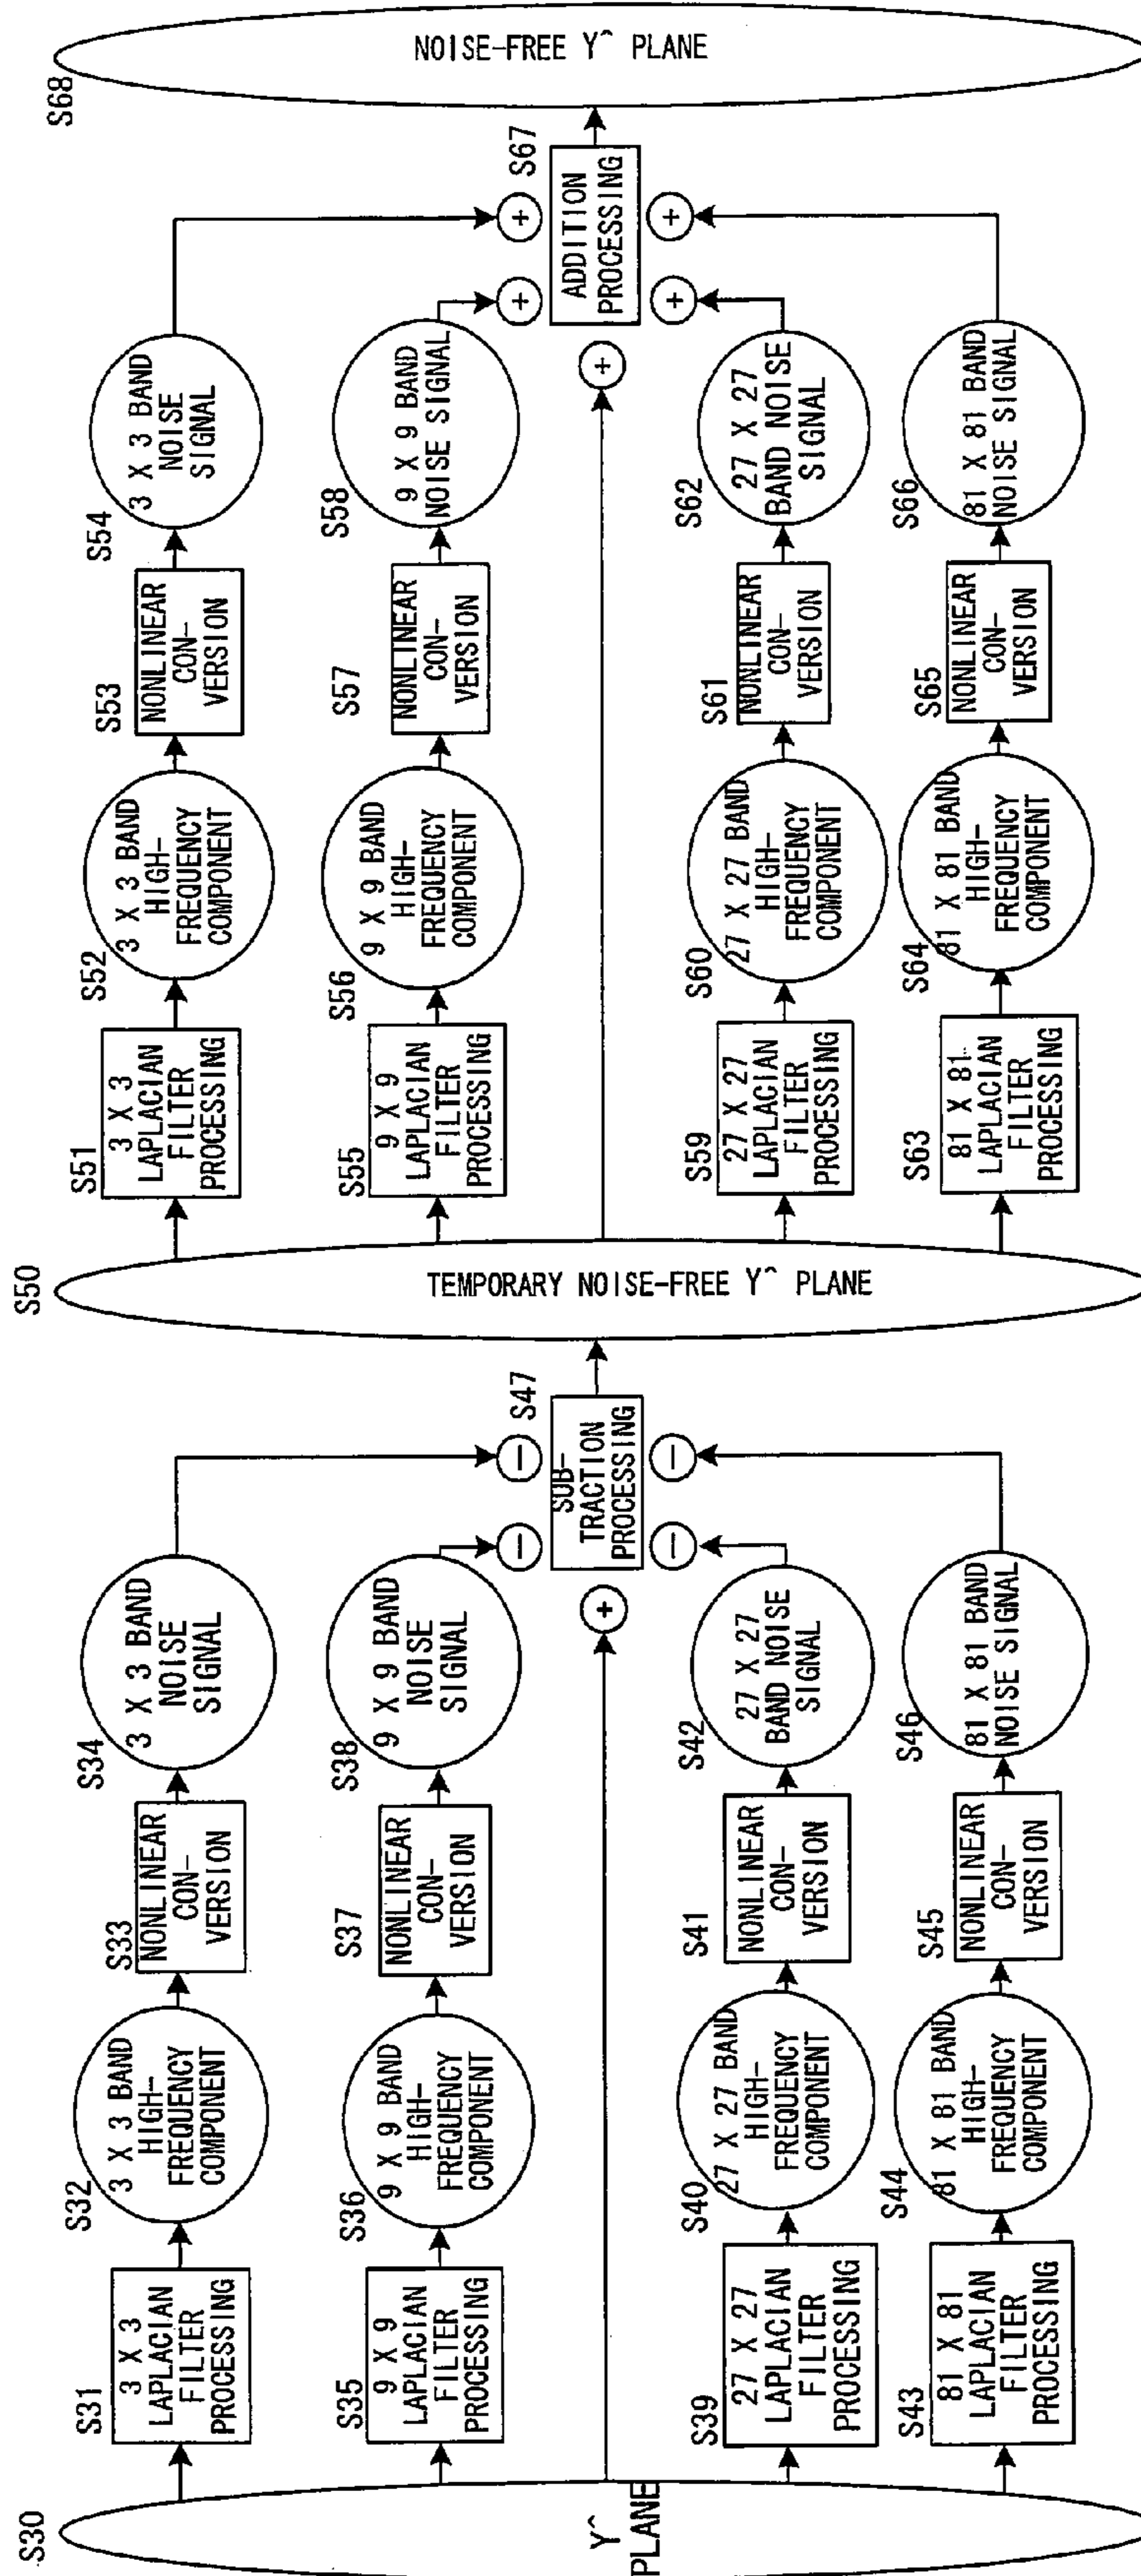 S30
Y^
PLANE
S31
3 X 3
LAPLACIAN
FILTER
PROCESSING
S32
3 X 3 BAND
HIGH-
FREQUENCY
COMPONENT
S33
NONLINEAR
CON-
VERSION
S34
3 X 3 BAND
NOISE
SIGNAL
S35
9 X 9
LAPLACIAN
FILTER
PROCESSING
S36
9 X 9 BAND
HIGH-
FREQUENCY
COMPONENT
S37
NONLINEAR
CON-
VERSION
S38
9 X 9 BAND
NOISE
SIGNAL
+
S39
27 X 27
LAPLACIAN
FILTER
PROCESSING
S40
27 X 27 BAND
HIGH-
FREQUENCY
COMPONENT
S41
NONLINEAR
CON-
VERSION
S42
27 X 27
BAND NOISE
SIGNAL
S43
81 X 81
LAPLACIAN
FILTER
PROCESSING
S44
81 X 81 BAND
HIGH-
FREQUENCY
COMPONENT
S45
NONLINEAR
CON-
VERSION
S46
81 X 81 BAND
NOISE SIGNAL
− −
S47
SUB-
TRACTION
PROCESSING
− −
S50
TEMPORARY NOISE-FREE Y^ PLANE
S51
3 X 3
LAPLACIAN
FILTER
PROCESSING
S52
3 X 3 BAND
HIGH-
FREQUENCY
COMPONENT
S53
NONLINEAR
CON-
VERSION
S54
3 X 3 BAND
NOISE
SIGNAL
S55
9 X 9
LAPLACIAN
FILTER
PROCESSING
S56
9 X 9 BAND
HIGH-
FREQUENCY
COMPONENT
S57
NONLINEAR
CON-
VERSION
S58
9 X 9 BAND
NOISE SIGNAL
+
S59
27 X 27
LAPLACIAN
FILTER
PROCESSING
S60
27 X 27 BAND
HIGH-
FREQUENCY
COMPONENT
S61
NONLINEAR
CON-
VERSION
S62
27 X 27
BAND NOISE
SIGNAL
S63
81 X 81
LAPLACIAN
FILTER
PROCESSING
S64
81 X 81 BAND
HIGH-
FREQUENCY
COMPONENT
S65
NONLINEAR
CON-
VERSION
S66
81 X 81 BAND
NOISE SIGNAL
+ +
S67
ADDITION
PROCESSING
+ +
S68
NOISE-FREE Y^ PLANE